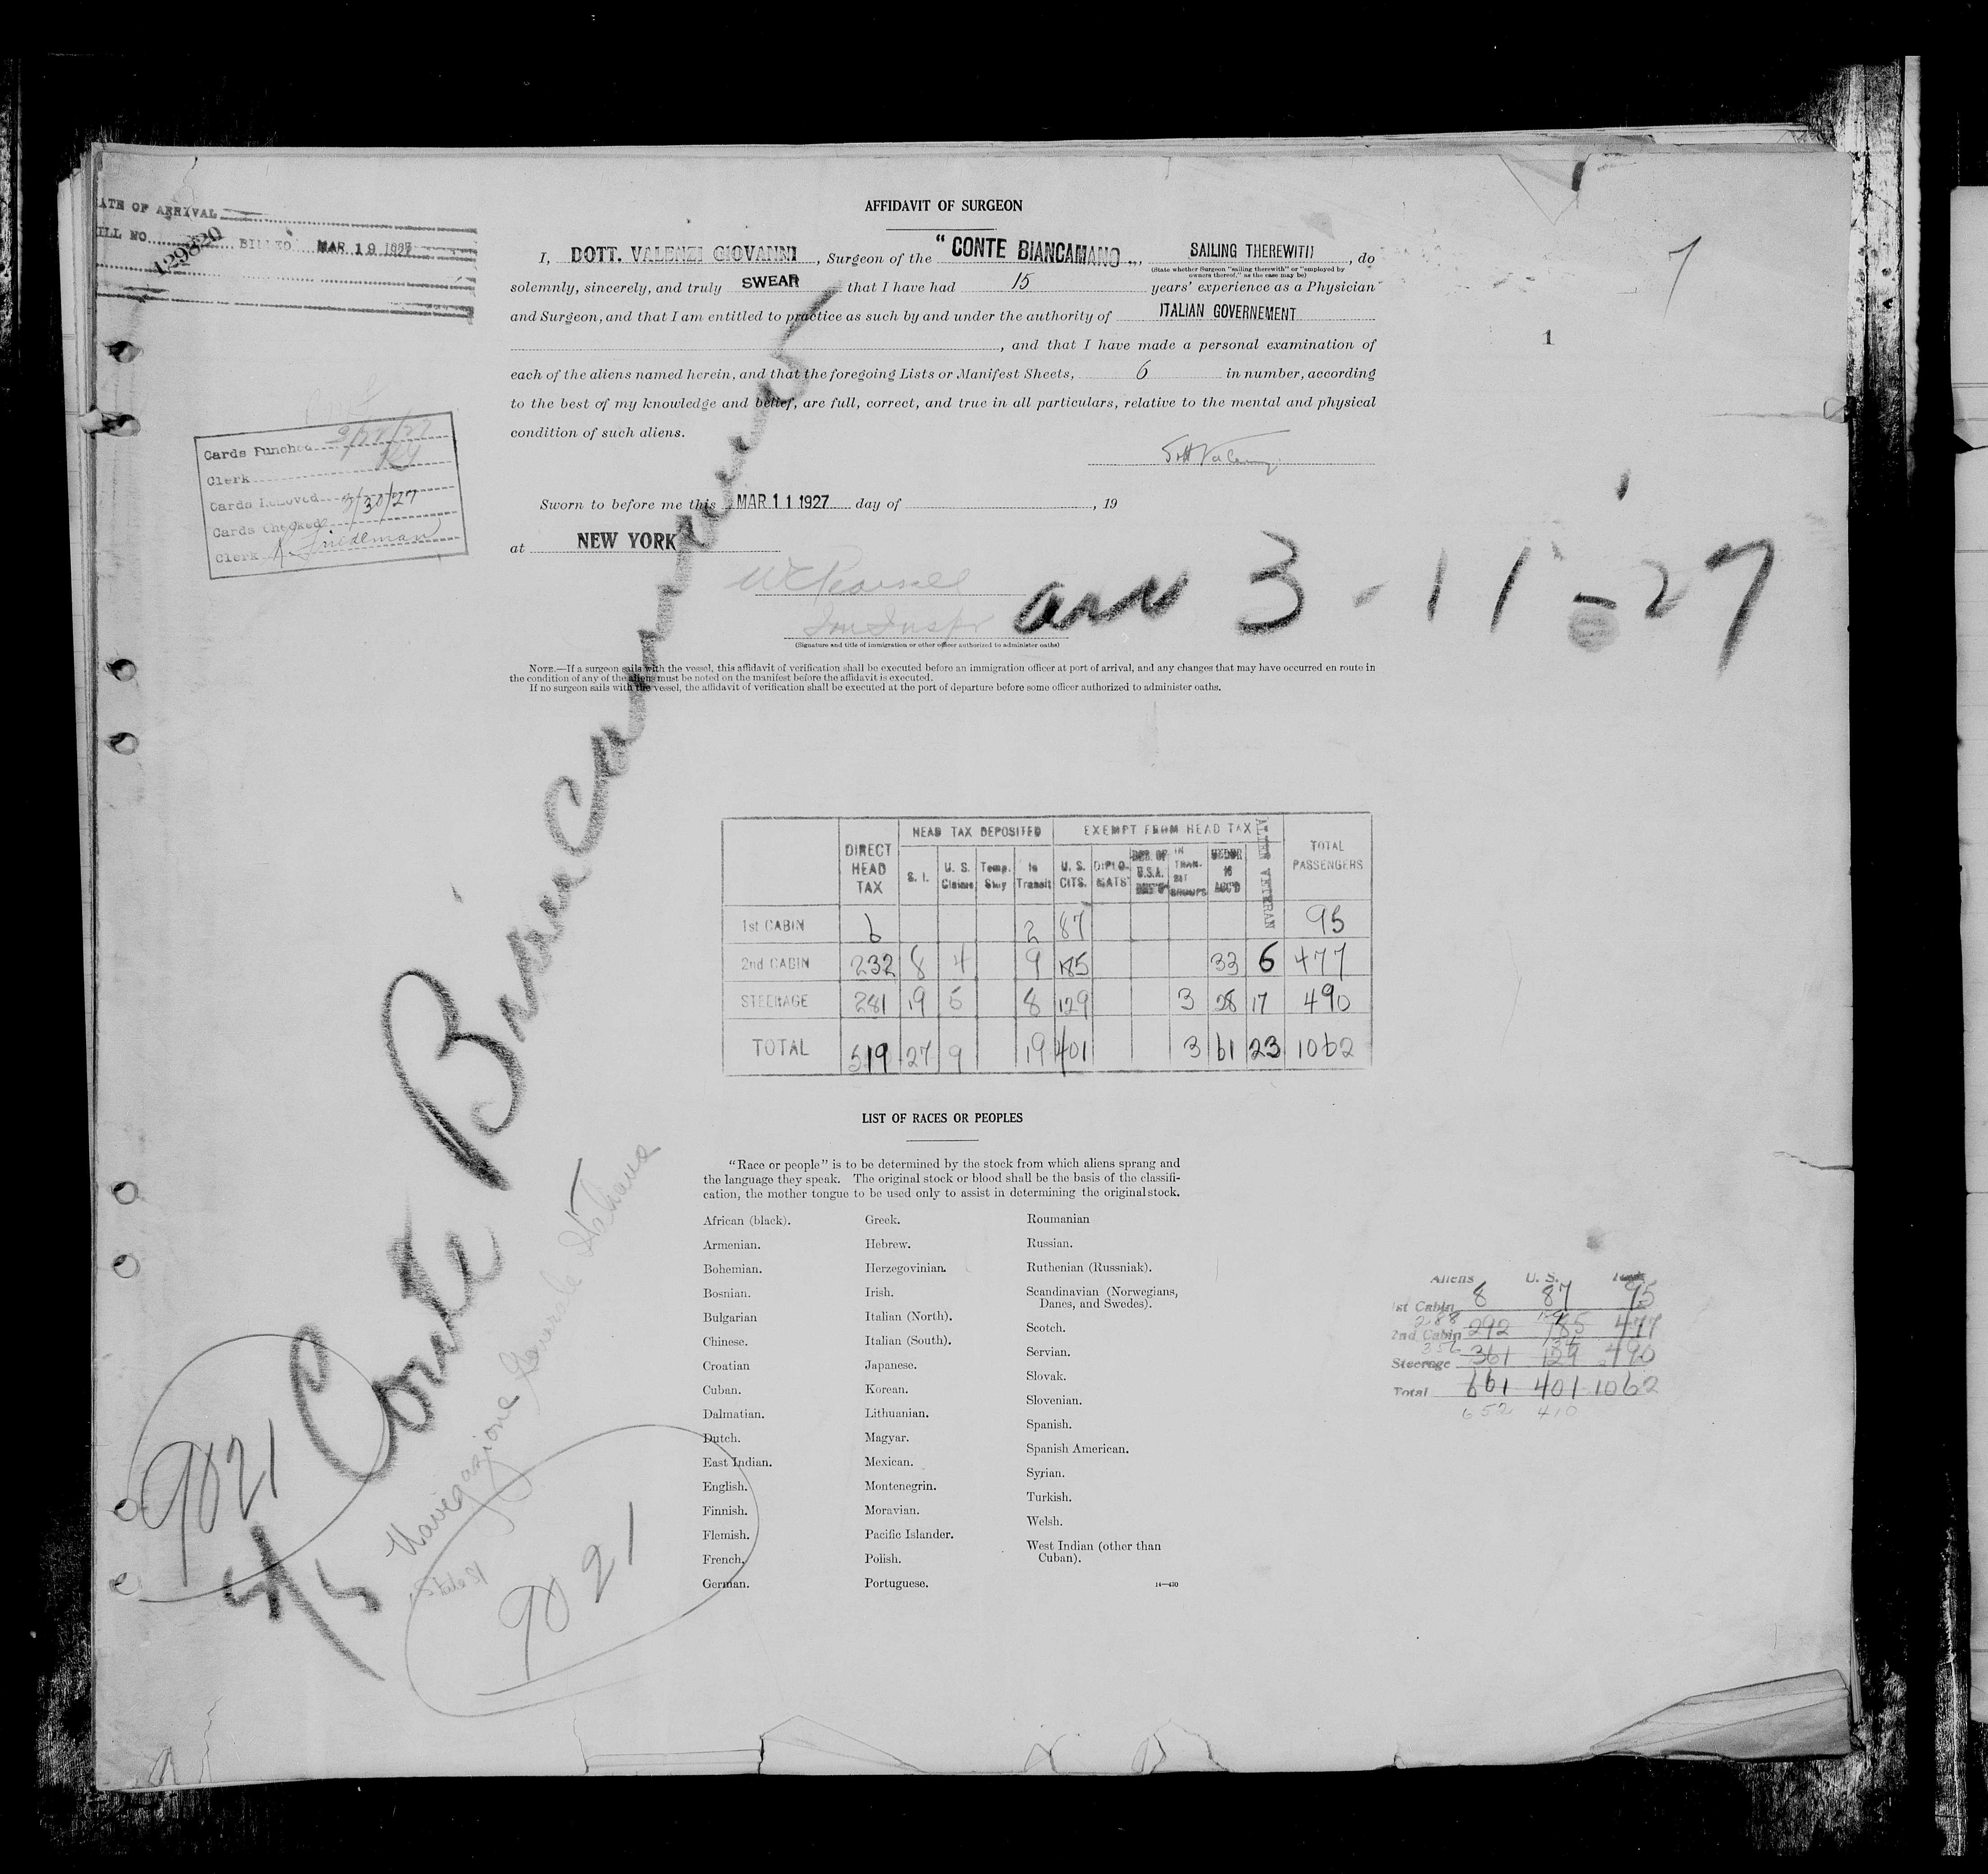 AFFIDAVIT OF SURGEON
ATE OF ARRIVAL
ILL NO. 129820 BILLED MAR 19 1927
I, DOTT. VALENZI GIOVANNI, Surgeon of the "CONTE BIANCAMANO", SAILING THEREWITH, do
(State whether Surgeon "sailing therewith" or "employed by
owners thereof," as the case may be)
solemnly, sincerely, and truly SWEAR that I have had 15 years' experience as a Physician
and Surgeon, and that I am entitled to practice as such by and under the authority of ITALIAN GOVERNEMENT
, and that I have made a personal examination of
each of the aliens named herein, and that the foregoing Lists or Manifest Sheets, 6 in number, according
to the best of my knowledge and belief, are full, correct, and true in all particulars, relative to the mental and physical
condition of such aliens.
7
1
Cards Punched
Clerk
Cards Removed 3/30/27
Cards Checked
Clerk Friedeman
Sworn to before me this MAR 11 1927 day of , 19
at NEW YORK
arr 3-11-27
(Signature and title of immigration or other officer authorized to administer oaths)
NOTE.—If a surgeon sails with the vessel, this affidavit of verification shall be executed before an immigration officer at port of arrival, and any changes that may have occurred en route in
the condition of any of the aliens must be noted on the manifest before the affidavit is executed.
If no surgeon sails with the vessel, the affidavit of verification shall be executed at the port of departure before some officer authorized to administer oaths.
S/S Conte Biancamano
Navigazione Generale Italiana
State St
9021
9021
HEAD TAX DEPOSITED EXEMPT FROM HEAD TAX
DIRECT HEAD TAX S. I. U. S. Claims Temp. Stay In Transit U. S. CITS. DIPLOMATS IN TRANSIT GROUPS UNDER 16 ACC'D ALIEN VETERAN TOTAL PASSENGERS
1st CABIN 6 2 87 95
2nd CABIN 232 8 4 9 185 33 6 477
STEERAGE 281 19 5 8 129 3 28 17 490
TOTAL 519 27 9 19 401 3 61 23 1062
LIST OF RACES OR PEOPLES
"Race or people" is to be determined by the stock from which aliens sprang and
the language they speak. The original stock or blood shall be the basis of the classifi-
cation, the mother tongue to be used only to assist in determining the original stock.
African (black).
Armenian.
Bohemian.
Bosnian.
Bulgarian
Chinese.
Croatian
Cuban.
Dalmatian.
Dutch.
East Indian.
English.
Finnish.
Flemish.
French.
German.
Greek.
Hebrew.
Herzegovinian.
Irish.
Italian (North).
Italian (South).
Japanese.
Korean.
Lithuanian.
Magyar.
Mexican.
Montenegrin.
Moravian.
Pacific Islander.
Polish.
Portuguese.
Roumanian
Russian.
Ruthenian (Russniak).
Scandinavian (Norwegians,
Danes, and Swedes).
Scotch.
Servian.
Slovak.
Slovenian.
Spanish.
Spanish American.
Syrian.
Turkish.
Welsh.
West Indian (other than
Cuban).
14—430
Aliens U. S. Total
1st Cabin 8 87 95
288
2nd Cabin 292 185 477
356
Steerage 361 129 490
Total 661 401 1062
652 410